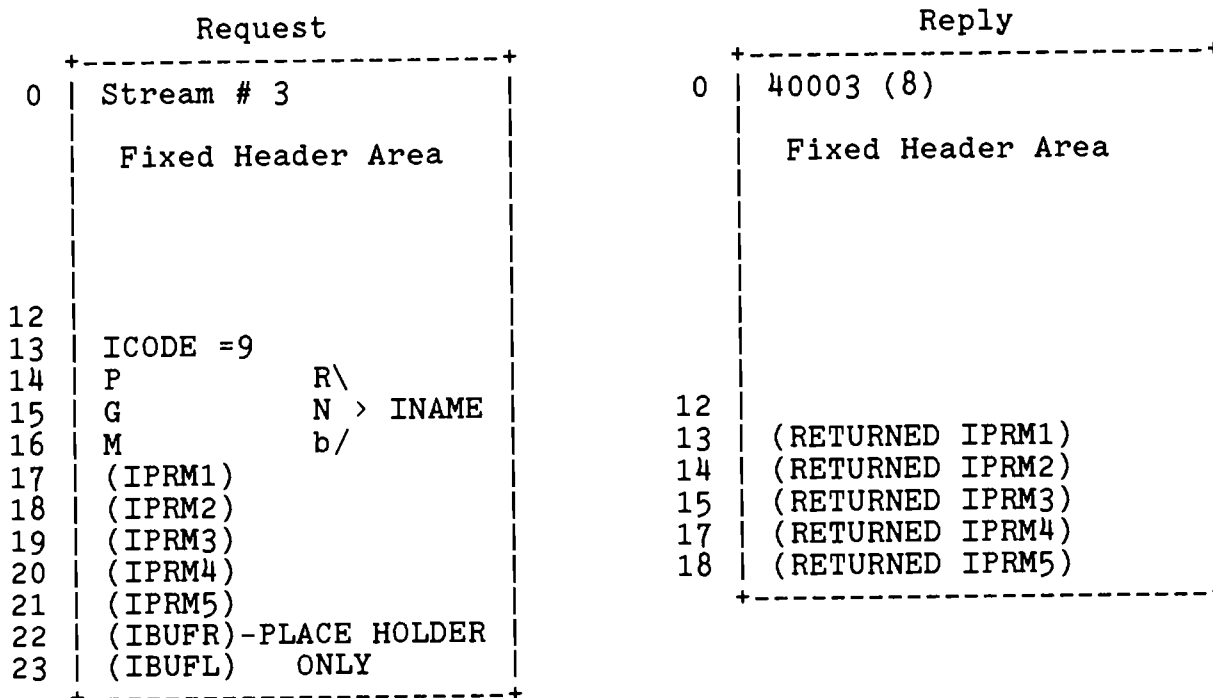 Request
0 Stream # 3
Fixed Header Area
12
13 ICODE =9
14 P R\
15 G N > INAME
16 M b/
17 (IPRM1)
18 (IPRM2)
19 (IPRM3)
20 (IPRM4)
21 (IPRM5)
22 (IBUFR)-PLACE HOLDER
23 (IBUFL) ONLY
Reply
0 40003 (8)
Fixed Header Area
12
13 (RETURNED IPRM1)
14 (RETURNED IPRM2)
15 (RETURNED IPRM3)
17 (RETURNED IPRM4)
18 (RETURNED IPRM5)